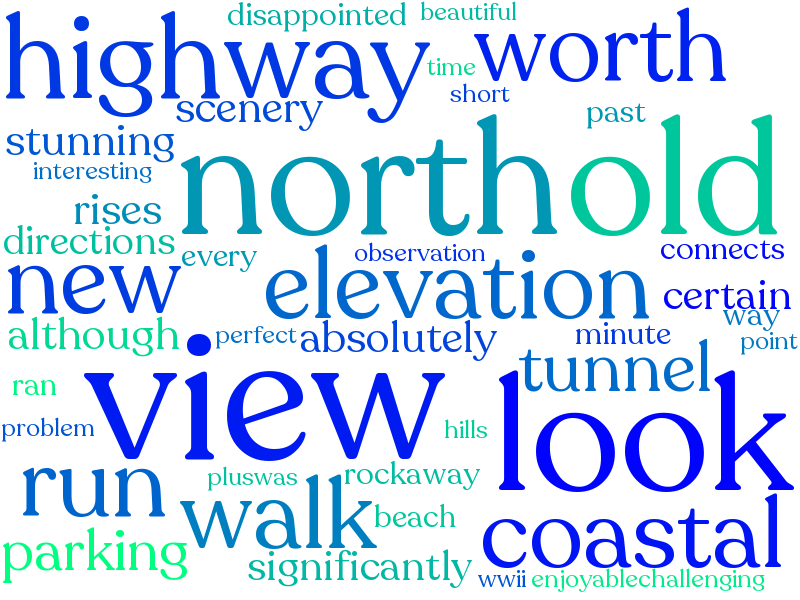 disappointed beautiful
highway worth
time
scenery short
past
stunning
north old
interesting
rises
directions every observation connects
new elevation certain
way
although perfect absolutely minute point
view tunnel
ran look
problem hills
run pluswas rockaway
walk beach
parking coastal
significantly wwii enjoyablechallenging